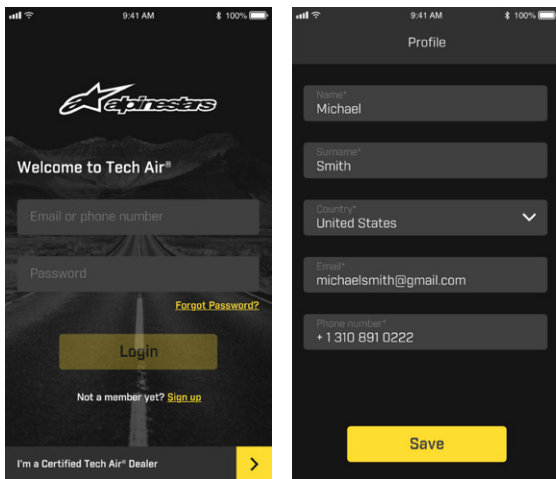 9:41 AM
100%
alpinestars
Welcome to Tech Air®
Email or phone number
Password
Forgot Password?
Login
Not a member yet? Sign up
I'm a Certified Tech Air® Dealer
9:41 AM
100%
Profile
Name*
Michael
Surname*
Smith
Country*
United States
Email*
michaelsmith@gmail.com
Phone number*
+ 1 310 891 0222
Save